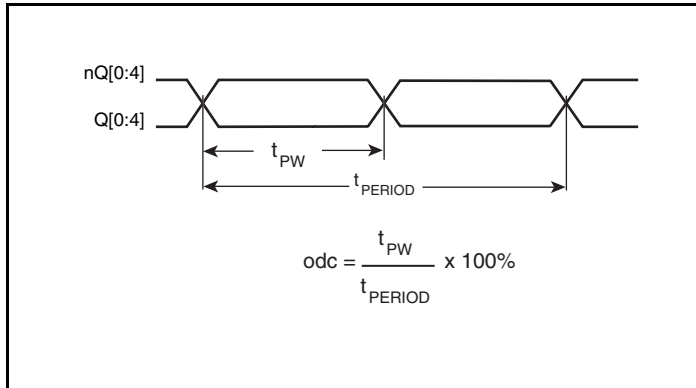 nQ[0:4]
Q[0:4]
tPW
tPERIOD
odc = tPW / tPERIOD x 100%